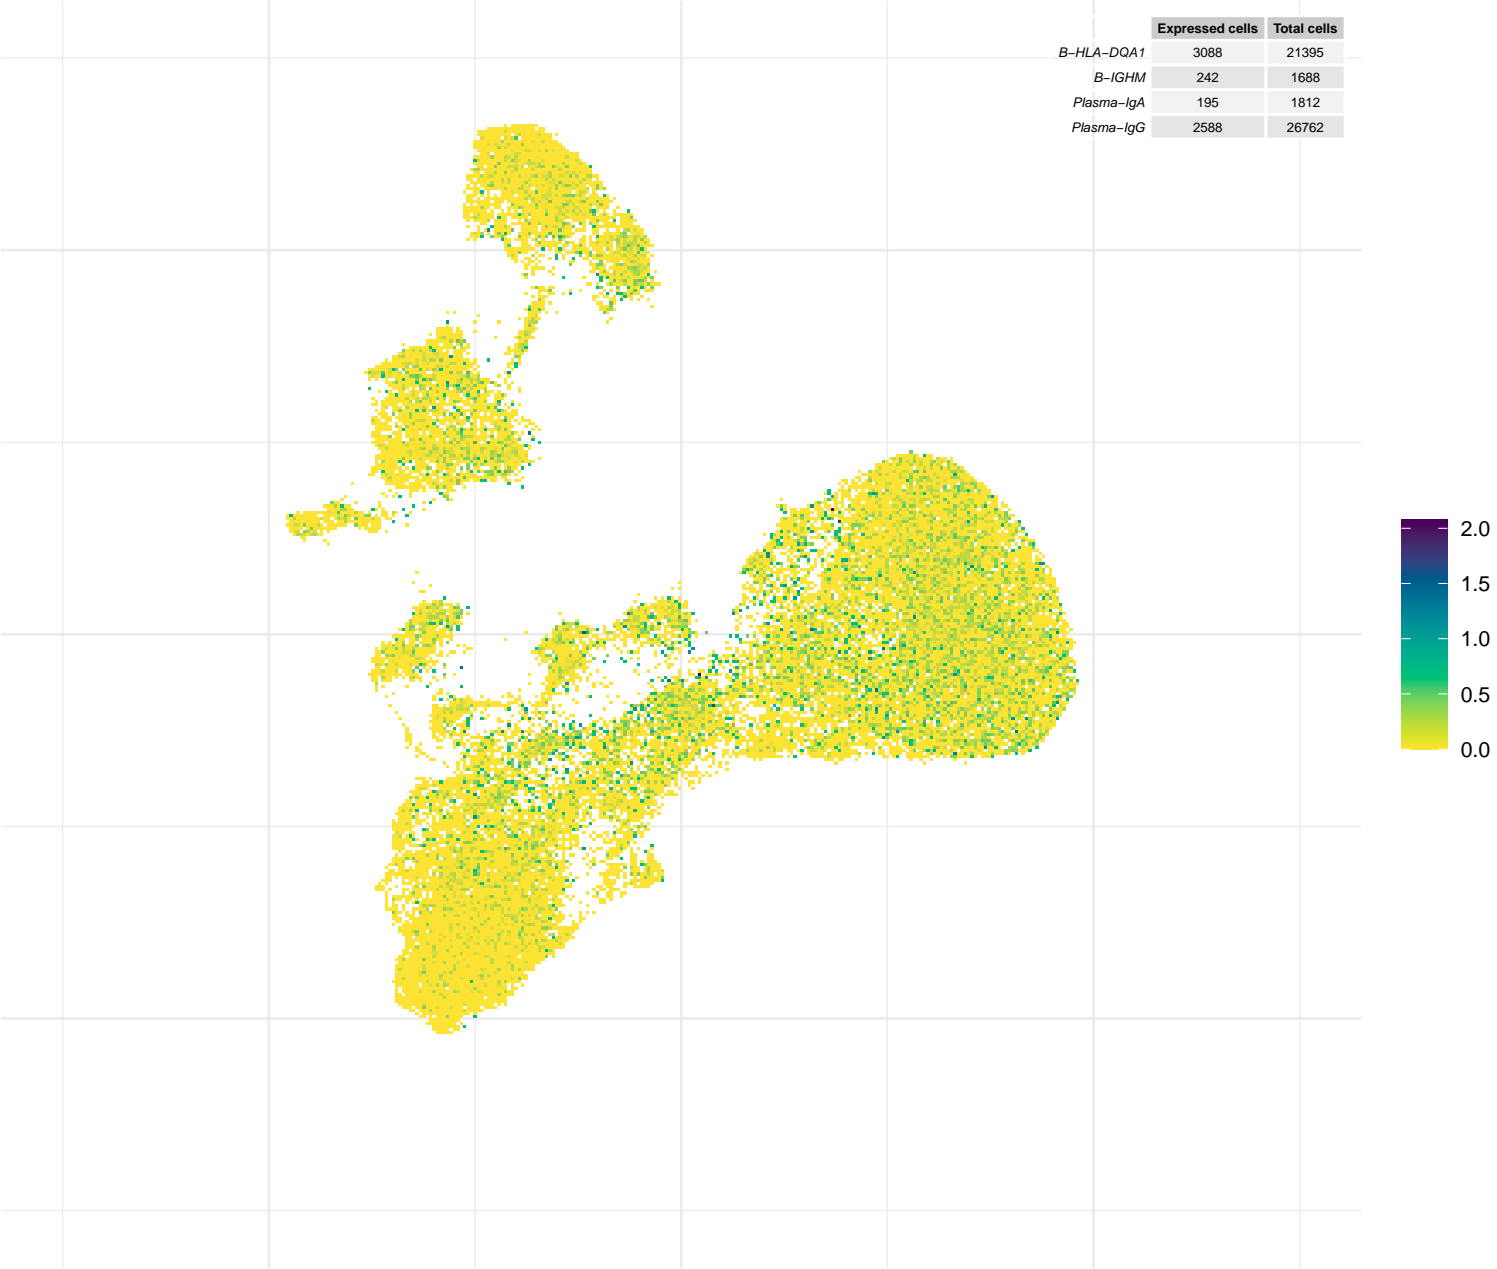 Expressed cells Total cells
B−HLA−DQA1 3088 21395
B−IGHM 242 1688
Plasma−IgA 195 1812
Plasma−IgG 2588 26762
2.0
1.5
1.0
0.5
0.0